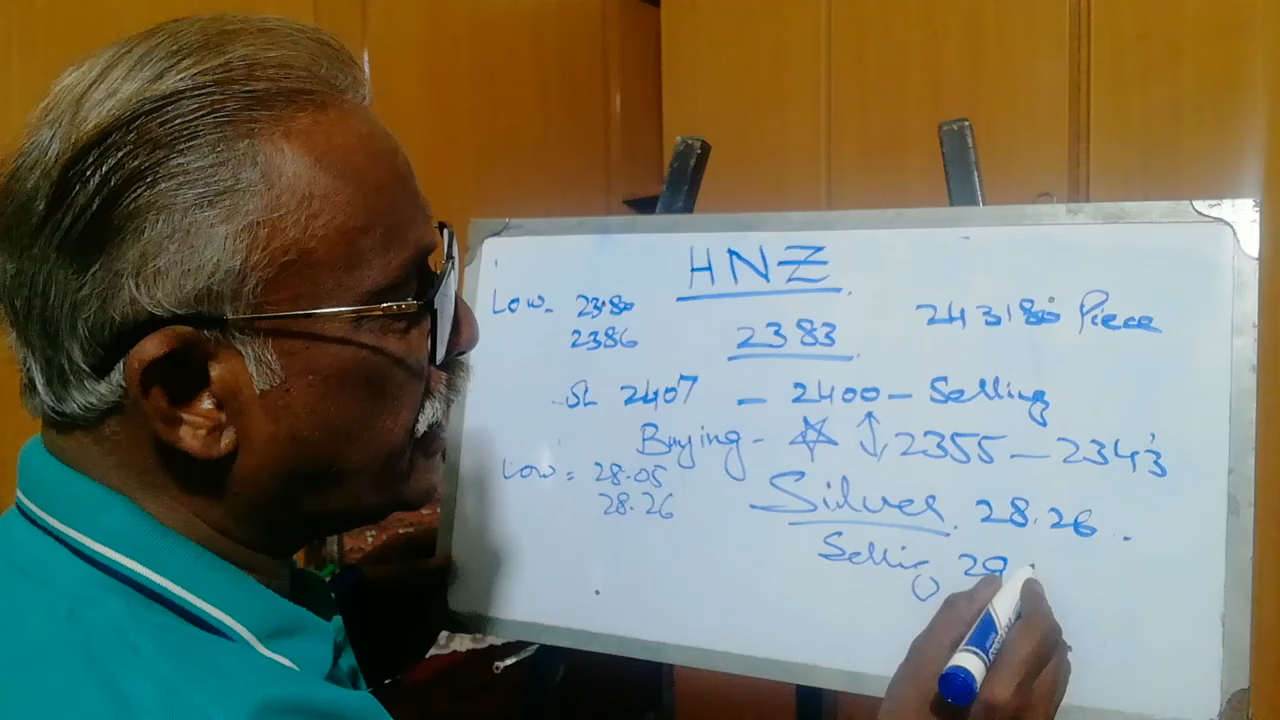 HNZ
Low - 2380
2386
2383
243180 Piece
SL 2407 - 2400 - Selling
Buying - ☆ ↕ 2355 - 2343
Low = 28.05
28.26
Silver. 28.26.
Selling 29